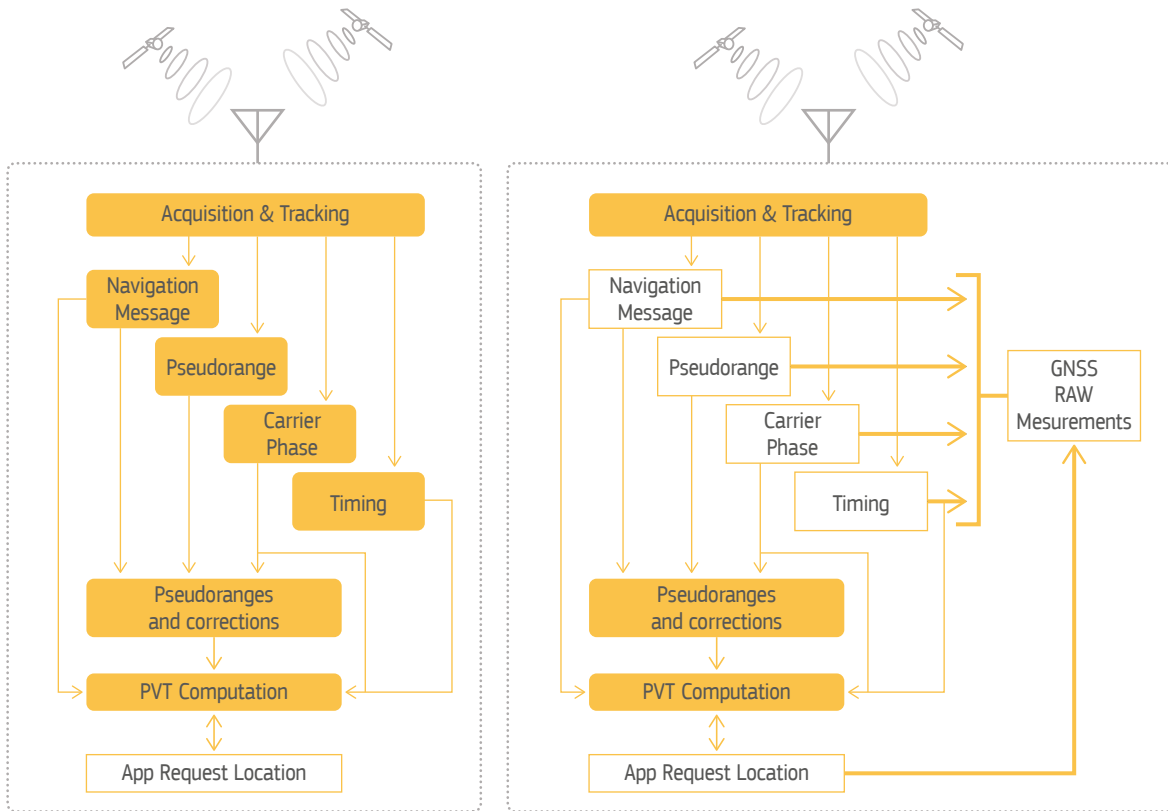 Acquisition & Tracking
Navigation
Message
Pseudorange
Carrier
Phase
Timing
Pseudoranges
and corrections
PVT Computation
App Request Location
Acquisition & Tracking
Navigation
Message
Pseudorange
Carrier
Phase
Timing
GNSS
RAW
Mesurements
Pseudoranges
and corrections
PVT Computation
App Request Location